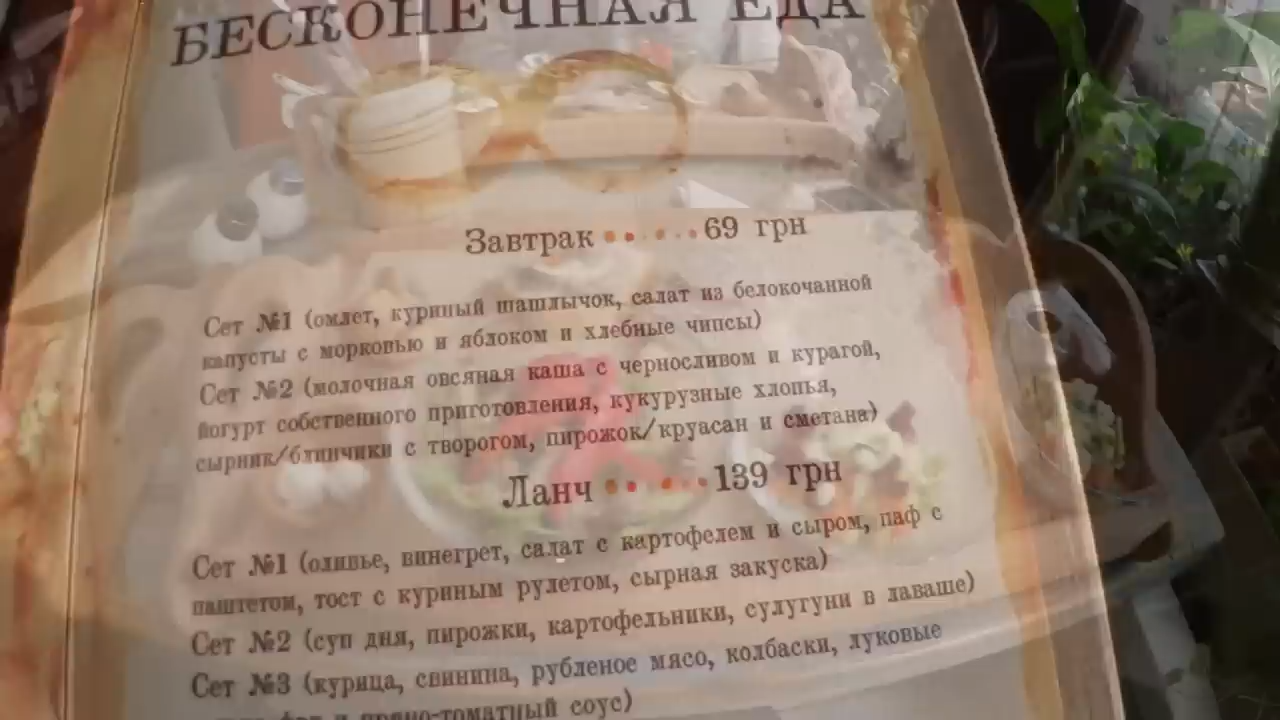 БЕСКОНЕЧНАЯ ЕДА
Завтрак 69 грн
Сет №1 (омлет, куриный шашлычок, салат из белокочанной
капусты с морковью и яблоком и хлебные чипсы)
Сет №2 (молочная овсяная каша с черносливом и курагой,
йогурт собственного приготовления, кукурузные хлопья,
сырник/блинчики с творогом, пирожок/круасан и сметана)
Ланч 139 грн
Сет №1 (оливье, винегрет, салат с картофелем и сыром, паф с
паштетом, тост с куриным рулетом, сырная закуска)
Сет №2 (суп дня, пирожки, картофельники, сулугуни в лаваше)
Сет №3 (курица, свинина, рубленое мясо, колбаски, луковые
и пряно-томатный соус)